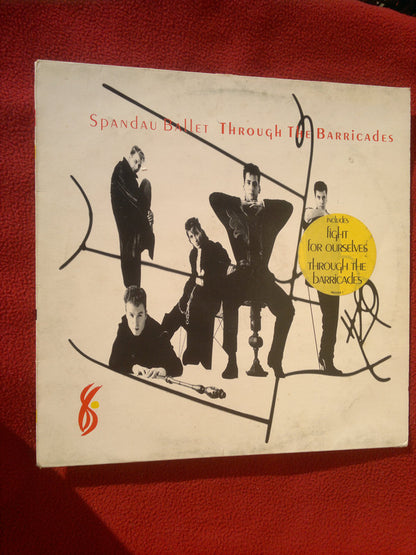 Spandau Ballet Through The Barricades
includes
fight
for ourselves
through the
barricades